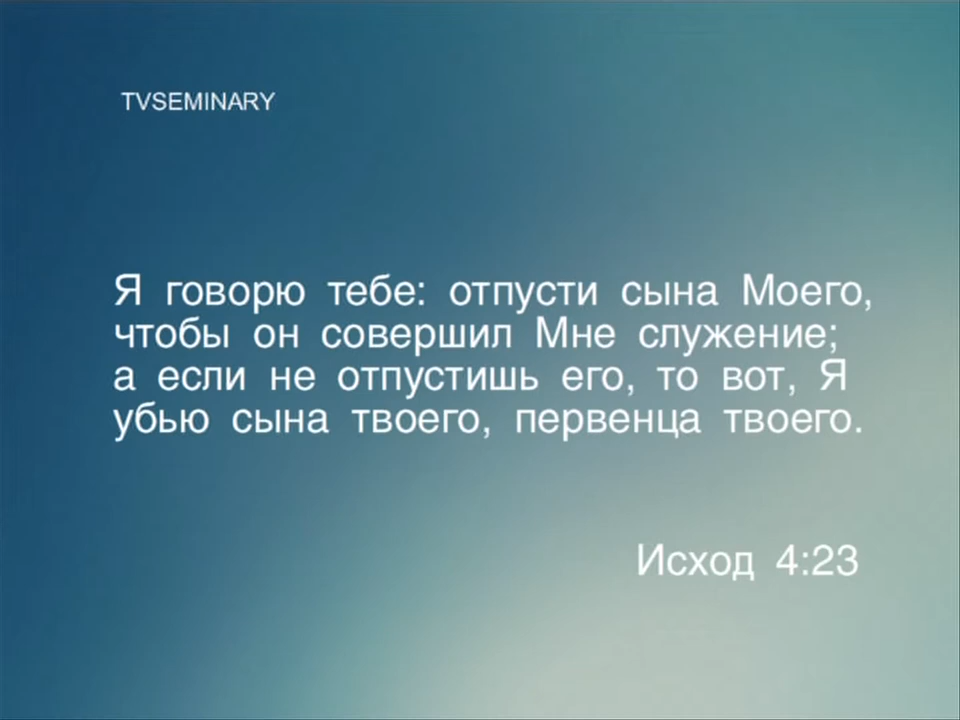 TVSEMINARY
Я говорю тебе: отпусти сына Моего,
чтобы он совершил Мне служение;
а если не отпустишь его, то вот, Я
убью сына твоего, первенца твоего.
Исход 4:23